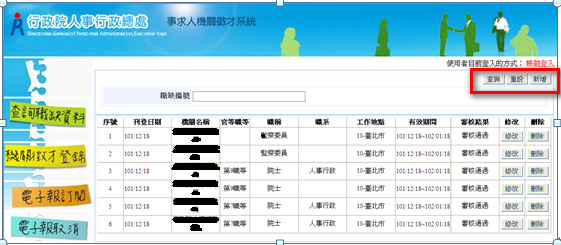 行政院人事行政總處 事求人機關徵才系統
Directorate-General of Personnel Administration, Executive Yuan
使用者目前登入的方式：帳號登入
查詢 重設 新增
職缺編號
查詢職缺資料
機關徵才登錄
電子報訂閱
電子報取消
序號 刊登日期 機關名稱 官等職等 職稱 職系 工作地點 有效期間 審核結果 修改 刪除
1 101/12/18 監察委員 10-臺北市 101/12/18~102/01/18 審核通過 修改 刪除
2 101/12/18 監察委員 10-臺北市 101/12/18~102/01/18 審核通過 修改 刪除
3 101/12/18 第9職等 院士 人事行政 10-臺北市 101/12/18~102/01/18 審核通過 修改 刪除
4 101/12/18 第9職等 院士 人事行政 10-臺北市 101/12/18~102/01/18 審核通過 修改 刪除
5 101/12/18 第7職等 院士 人事行政 10-臺北市 101/12/18~102/01/18 審核通過 修改 刪除
6 101/12/18 第7職等 院士 人事行政 10-臺北市 101/12/18~102/01/18 審核通過 修改 刪除